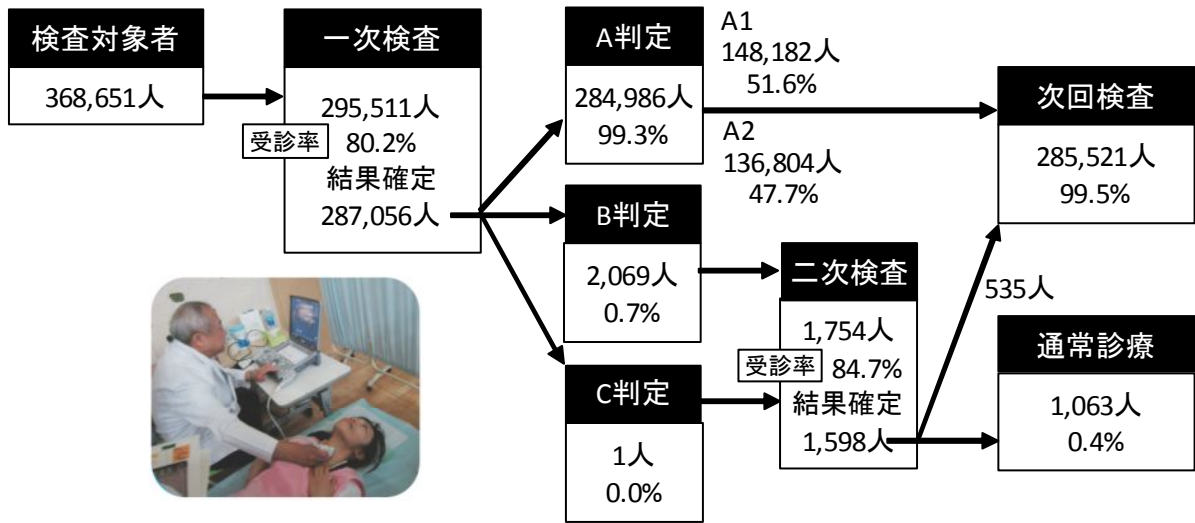 検査対象者
368,651人
一次検査
295,511人
受診率 80.2%
結果確定
287,056人
A判定
284,986人
99.3%
A1
148,182人
51.6%
A2
136,804人
47.7%
B判定
2,069人
0.7%
C判定
1人
0.0%
二次検査
1,754人
受診率 84.7%
結果確定
1,598人
次回検査
285,521人
99.5%
535人
通常診療
1,063人
0.4%